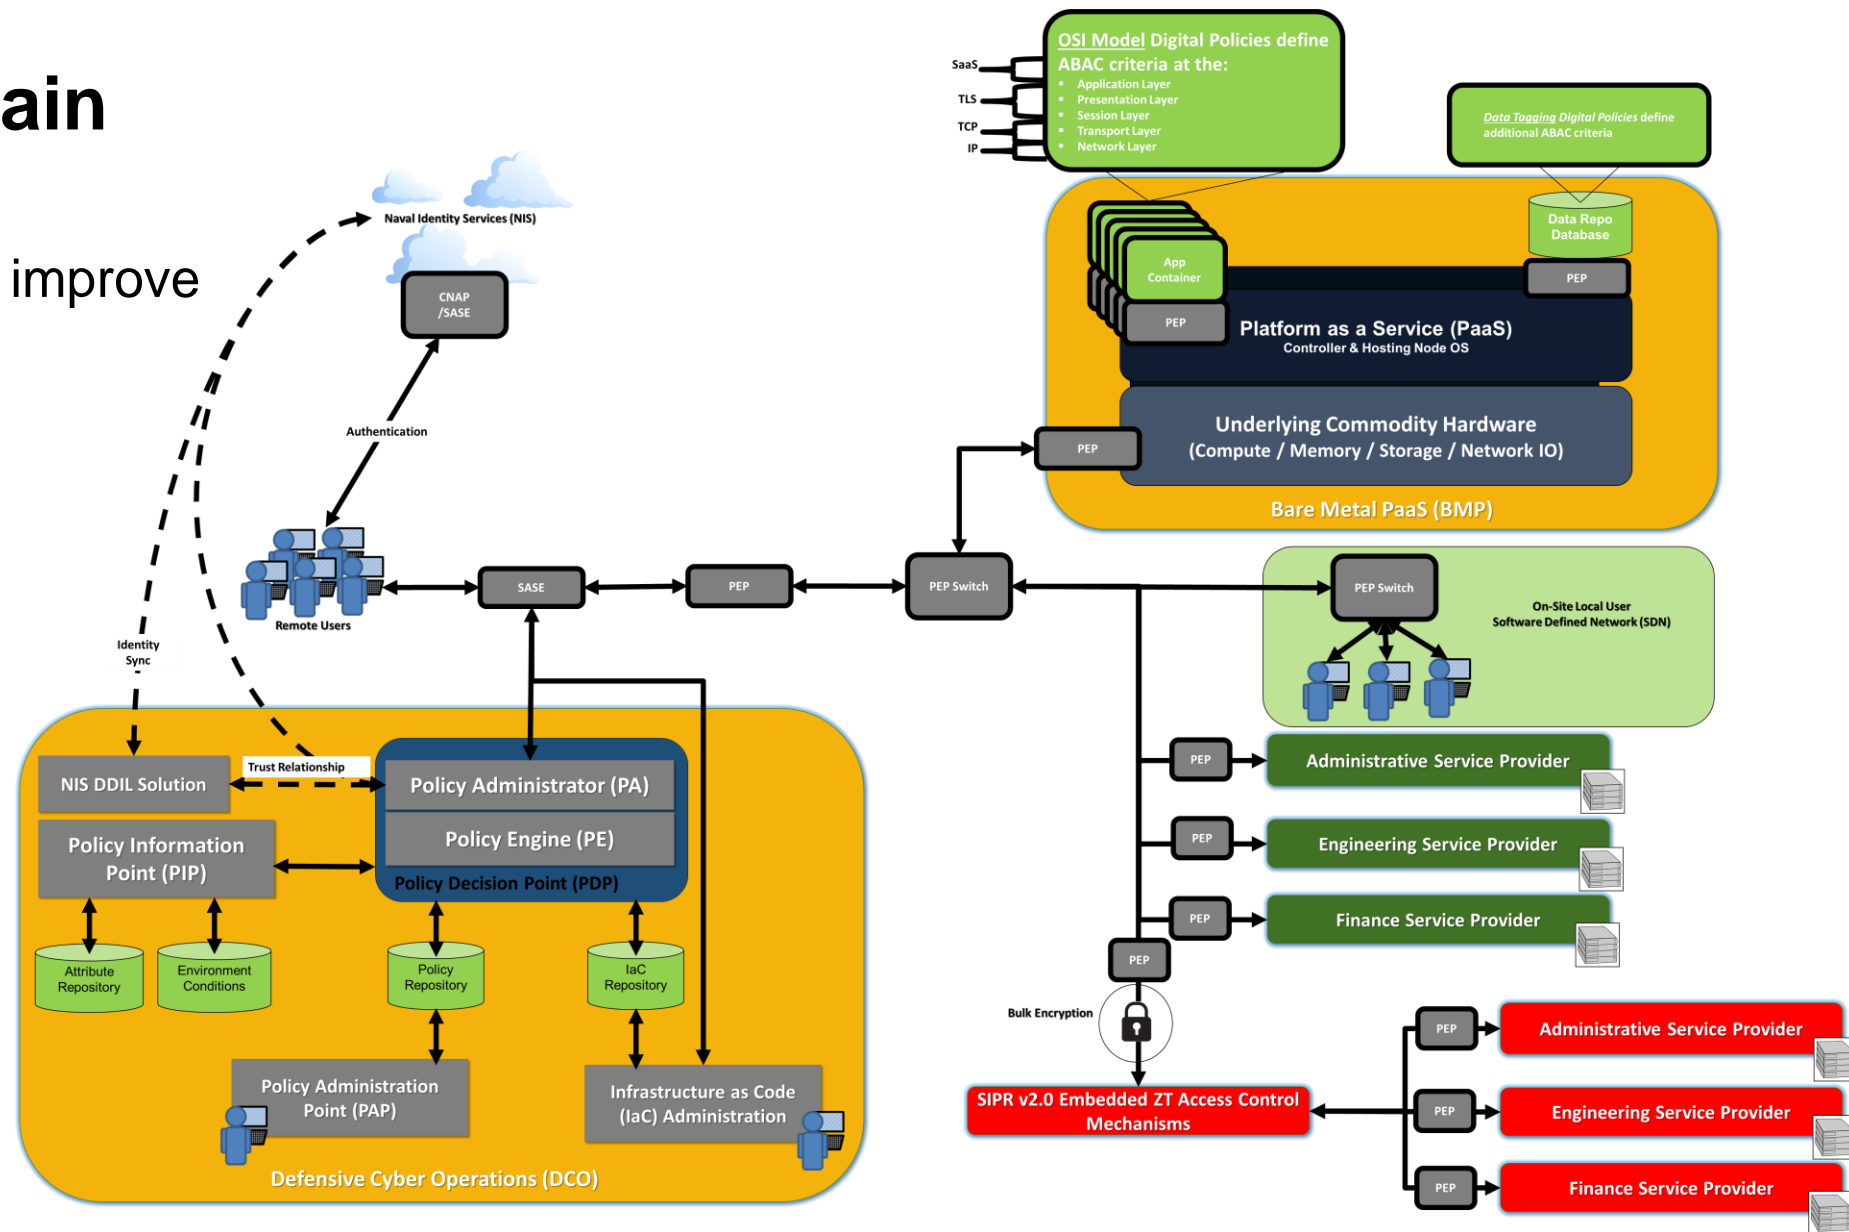 ain
improve
Naval Identity Services (NIS)
CNAP
/SASE
Authentication
Remote Users
Identity
Sync
SASE
PEP
PEP Switch
SaaS
TLS
TCP
IP
OSI Model Digital Policies define
ABAC criteria at the:
▪ Application Layer
▪ Presentation Layer
▪ Session Layer
▪ Transport Layer
▪ Network Layer
Data Tagging Digital Policies define
additional ABAC criteria
Data Repo
Database
PEP
App
Container
PEP
Platform as a Service (PaaS)
Controller & Hosting Node OS
Underlying Commodity Hardware
(Compute / Memory / Storage / Network IO)
PEP
Bare Metal PaaS (BMP)
PEP Switch
On-Site Local User
Software Defined Network (SDN)
NIS DDIL Solution
Trust Relationship
Policy Administrator (PA)
Policy Engine (PE)
Policy Decision Point (PDP)
Policy Information
Point (PIP)
Attribute
Repository
Environment
Conditions
Policy
Repository
IaC
Repository
Policy Administration
Point (PAP)
Infrastructure as Code
(IaC) Administration
Defensive Cyber Operations (DCO)
PEP
Administrative Service Provider
PEP
Engineering Service Provider
PEP
Finance Service Provider
PEP
Bulk Encryption
SIPR v2.0 Embedded ZT Access Control
Mechanisms
PEP
Administrative Service Provider
PEP
Engineering Service Provider
PEP
Finance Service Provider